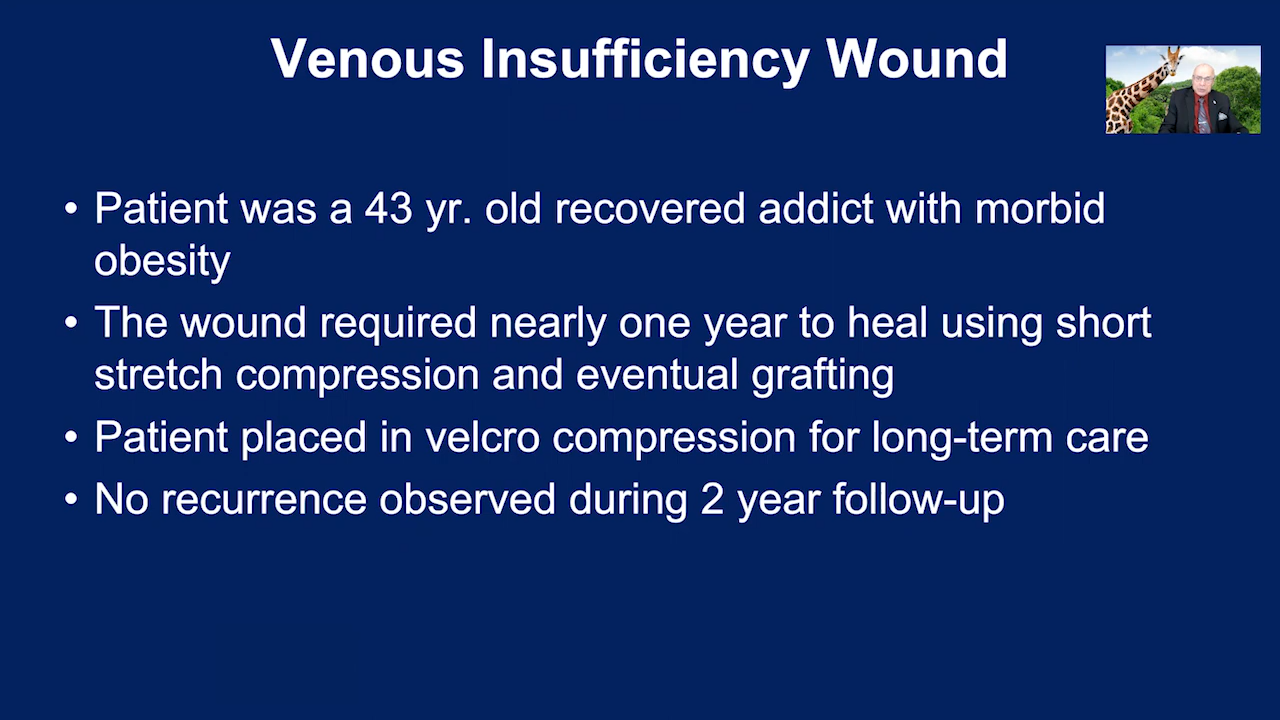 Venous Insufficiency Wound
• Patient was a 43 yr. old recovered addict with morbid
obesity
• The wound required nearly one year to heal using short
stretch compression and eventual grafting
• Patient placed in velcro compression for long-term care
• No recurrence observed during 2 year follow-up